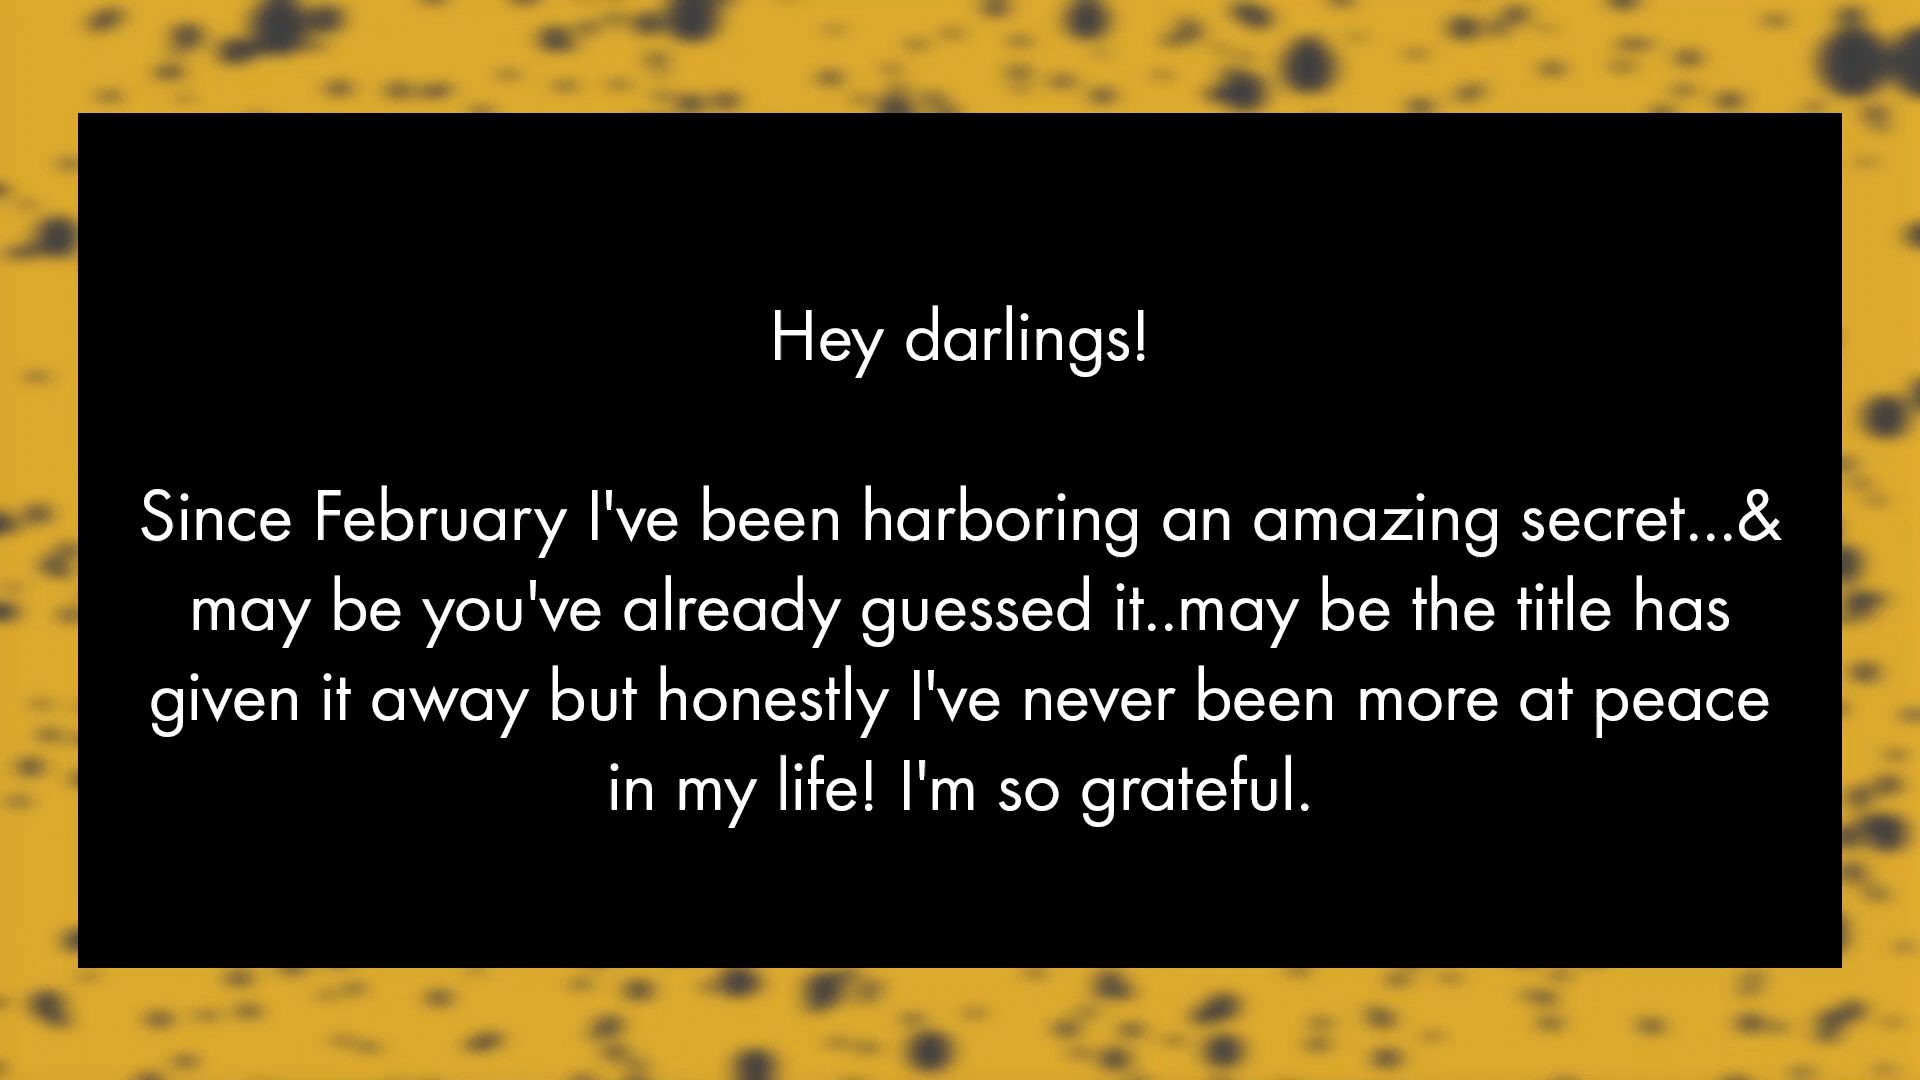 Hey darlings!
Since February I've been harboring an amazing secret...&
may be you've already guessed it..may be the title has
given it away but honestly I've never been more at peace
in my life! I'm so grateful.